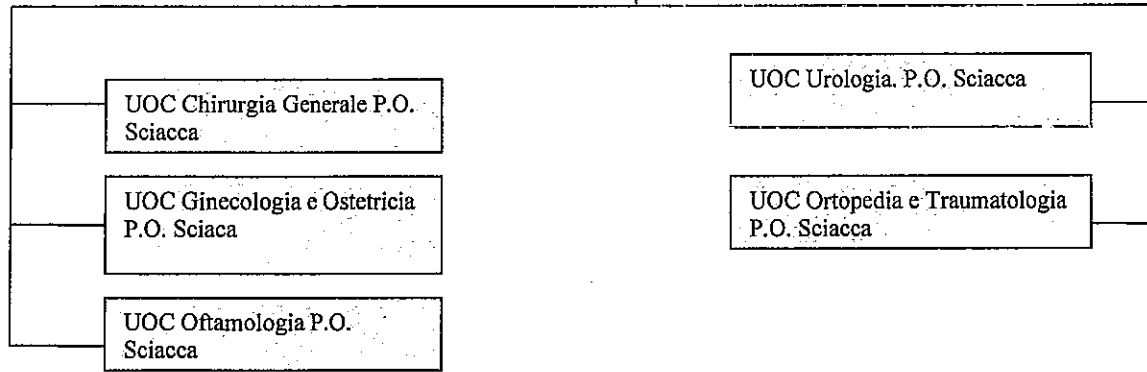 UOC Chirurgia Generale P.O.
Sciacca
UOC Ginecologia e Ostetricia
P.O. Sciaca
UOC Oftamologia P.O.
Sciacca
UOC Urologia. P.O. Sciacca
UOC Ortopedia e Traumatologia
P.O. Sciacca